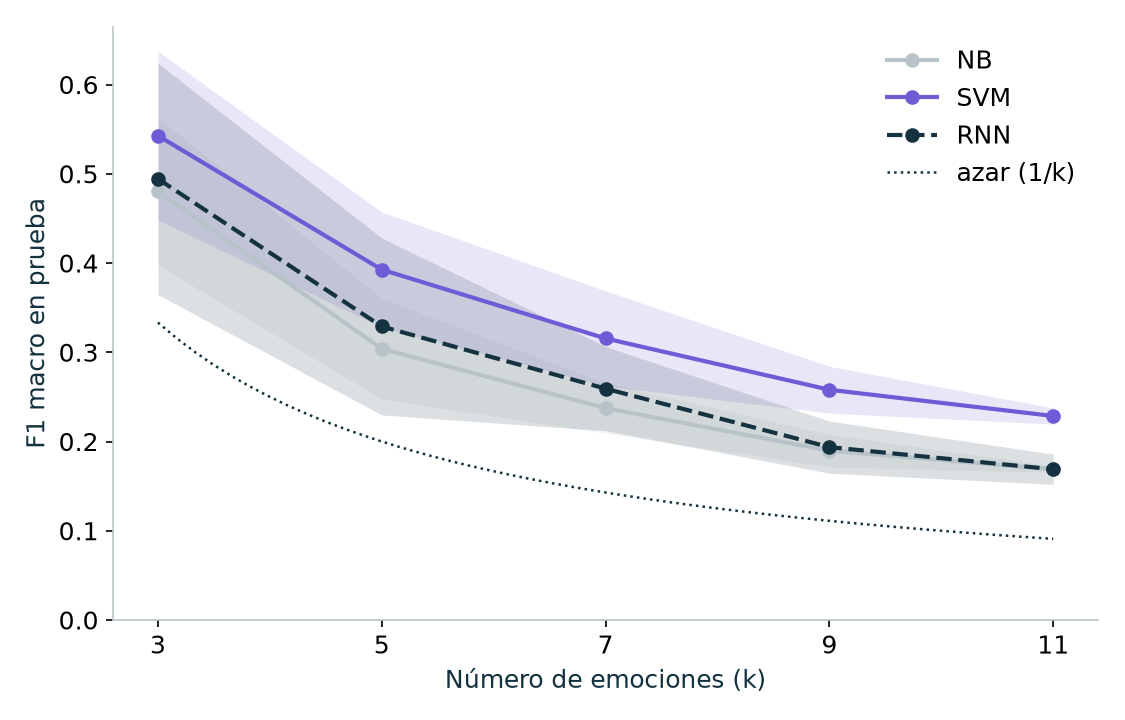 NB
SVM
RNN
azar (1/k)
F1 macro en prueba
0.6
0.5
0.4
0.3
0.2
0.1
0.0
3 5 7 9 11
Número de emociones (k)